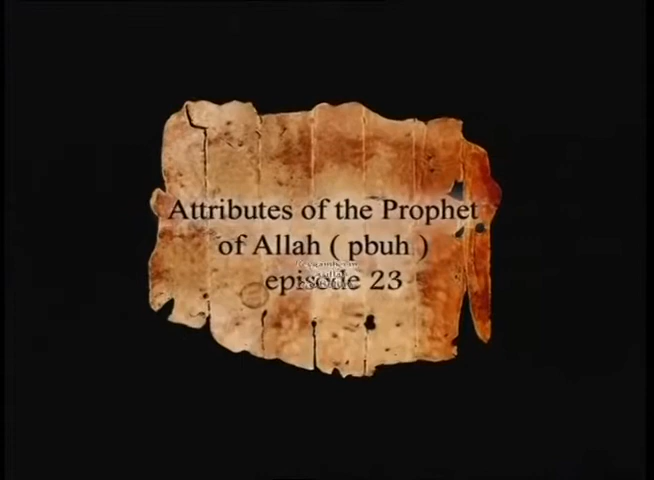 Attributes of the Prophet
of Allah ( pbuh )
episode 23